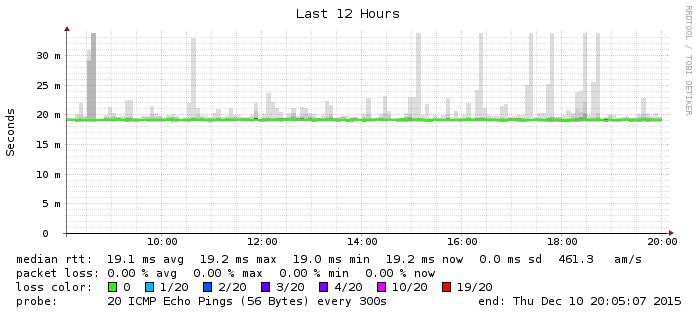 Last 12 Hours
RRDTOOL / TOBI OETIKER
Seconds
30 m
25 m
20 m
15 m
10 m
5 m
0
10:00 12:00 14:00 16:00 18:00 20:00
median rtt: 19.1 ms avg 19.2 ms max 19.0 ms min 19.2 ms now 0.0 ms sd 461.3 am/s
packet loss: 0.00 % avg 0.00 % max 0.00 % min 0.00 % now
loss color: 0 1/20 2/20 3/20 4/20 10/20 19/20
probe: 20 ICMP Echo Pings (56 Bytes) every 300s end: Thu Dec 10 20:05:07 2015